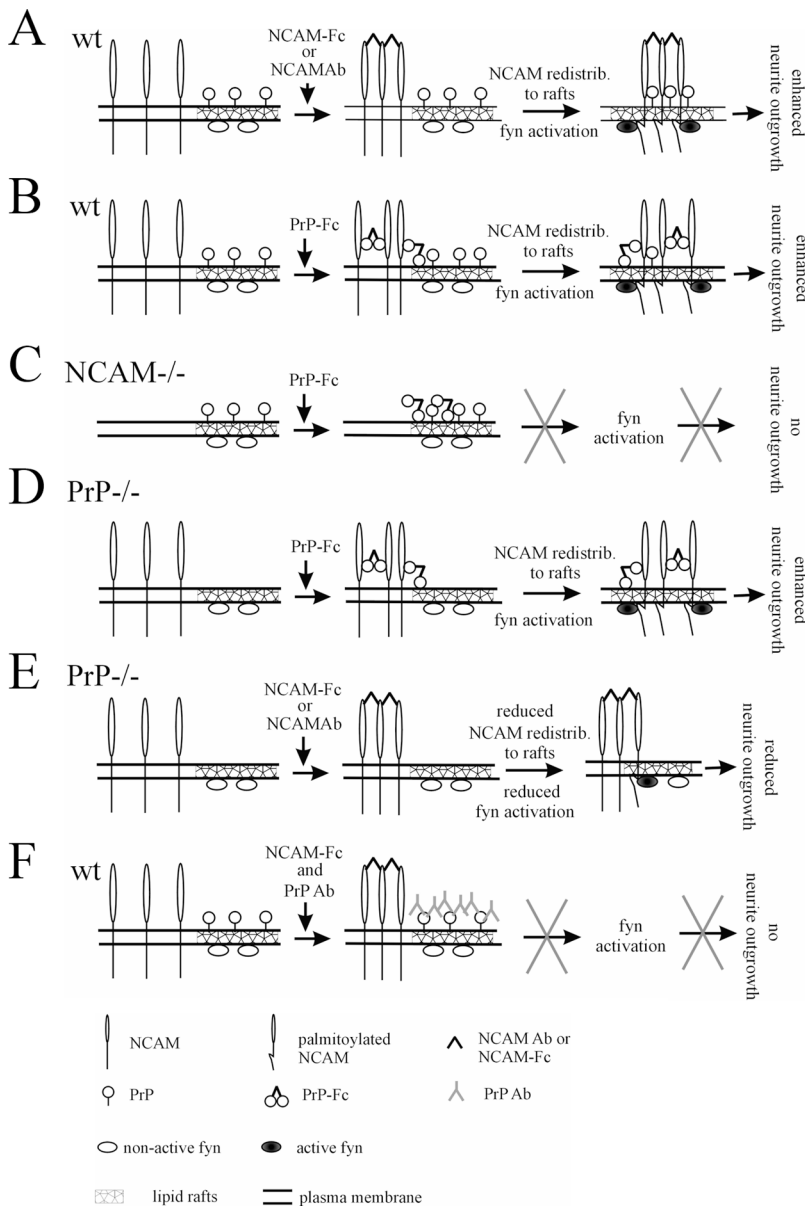 A
wt
NCAM-Fc
or
NCAMAb
NCAM redistrib.
to rafts
fyn activation
enhanced
neurite outgrowth
B
wt
PrP-Fc
NCAM redistrib.
to rafts
fyn activation
enhanced
neurite outgrowth
C
NCAM-/-
PrP-Fc
fyn
activation
no
neurite outgrowth
D
PrP-/-
PrP-Fc
NCAM redistrib.
to rafts
fyn activation
enhanced
neurite outgrowth
E
PrP-/-
NCAM-Fc
or
NCAMAb
reduced
NCAM redistrib.
to rafts
reduced
fyn activation
reduced
neurite outgrowth
F
wt
NCAM-Fc
and
PrP Ab
fyn
activation
no
neurite outgrowth
NCAM
palmitoylated
NCAM
NCAM Ab or
NCAM-Fc
PrP
PrP-Fc
PrP Ab
non-active fyn
active fyn
lipid rafts
plasma membrane